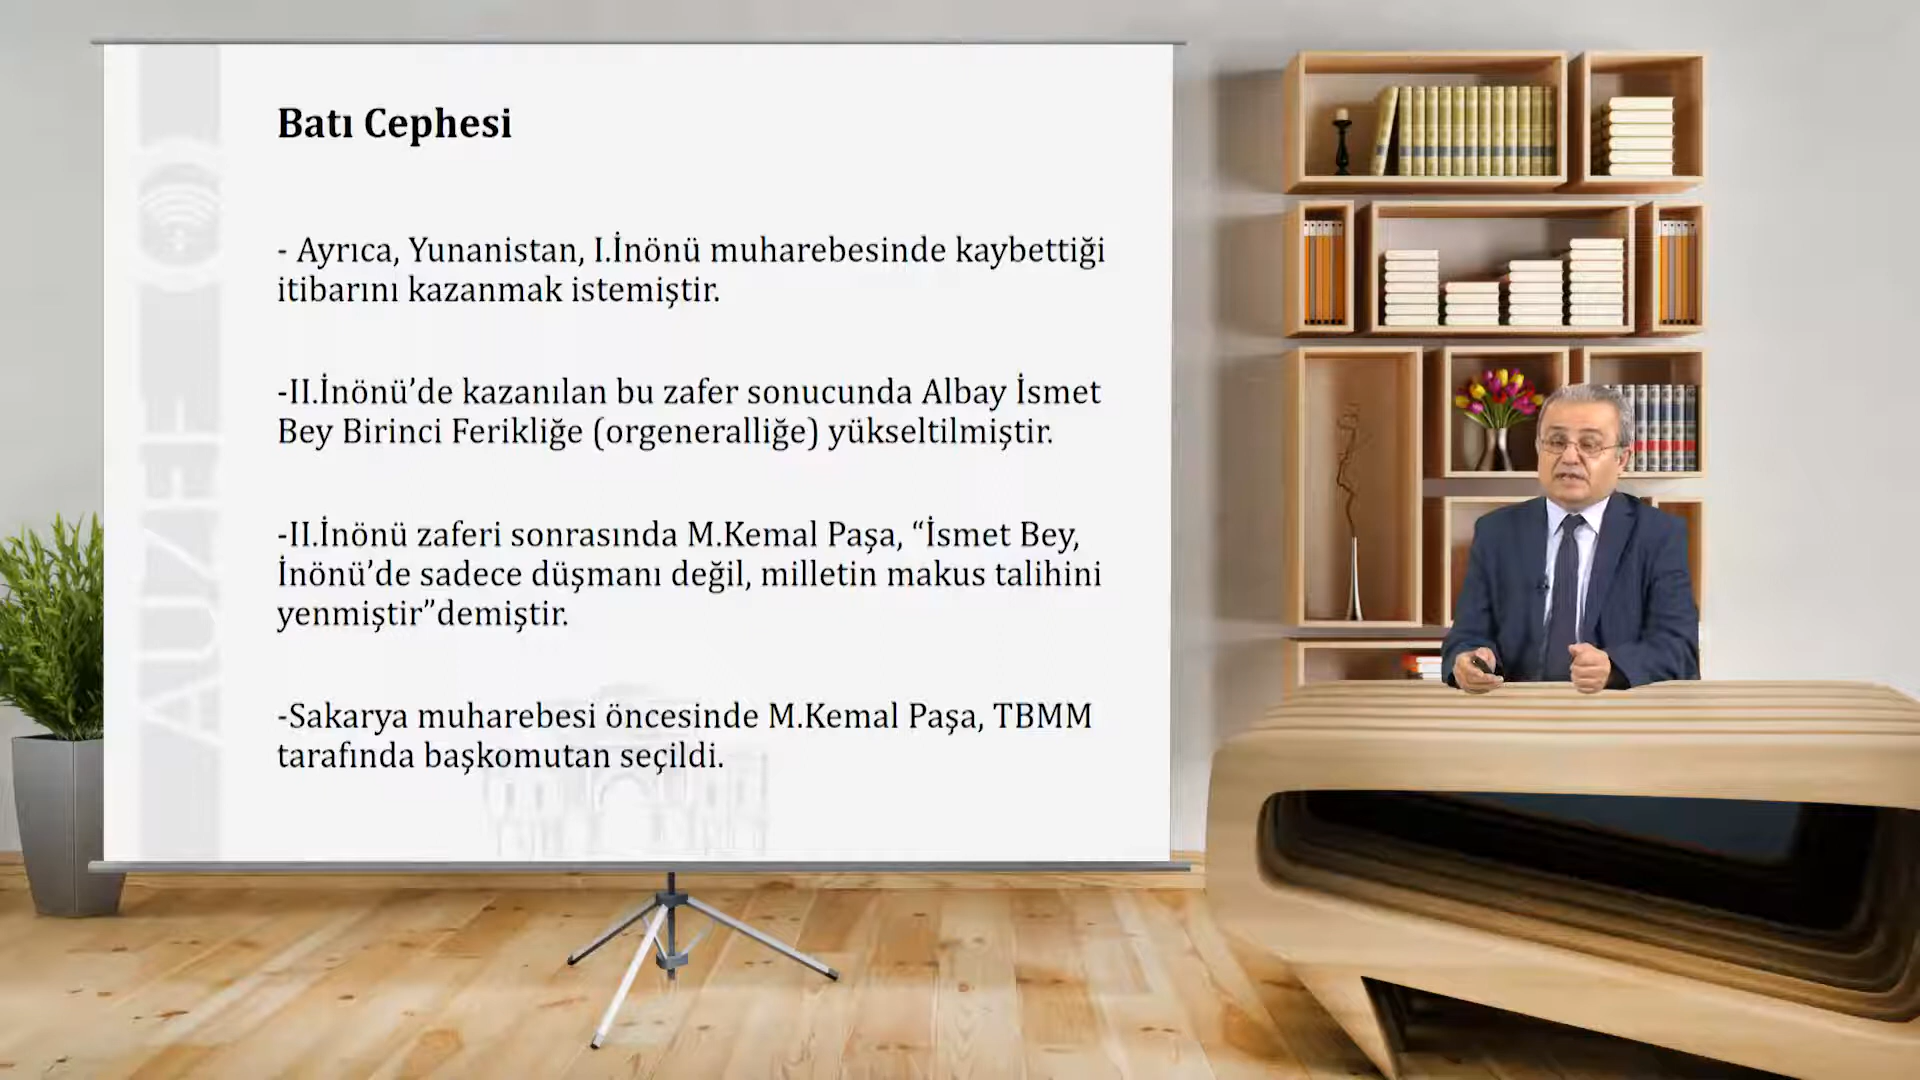 Batı Cephesi
- Ayrıca, Yunanistan, I.İnönü muharebesinde kaybettiği
itibarını kazanmak istemiştir.
-II.İnönü’de kazanılan bu zafer sonucunda Albay İsmet
Bey Birinci Ferikliğe (orgeneralliğe) yükseltilmiştir.
-II.İnönü zaferi sonrasında M.Kemal Paşa, “İsmet Bey,
İnönü’de sadece düşmanı değil, milletin makus talihini
yenmiştir”demiştir.
-Sakarya muharebesi öncesinde M.Kemal Paşa, TBMM
tarafında başkomutan seçildi.
AUZEF